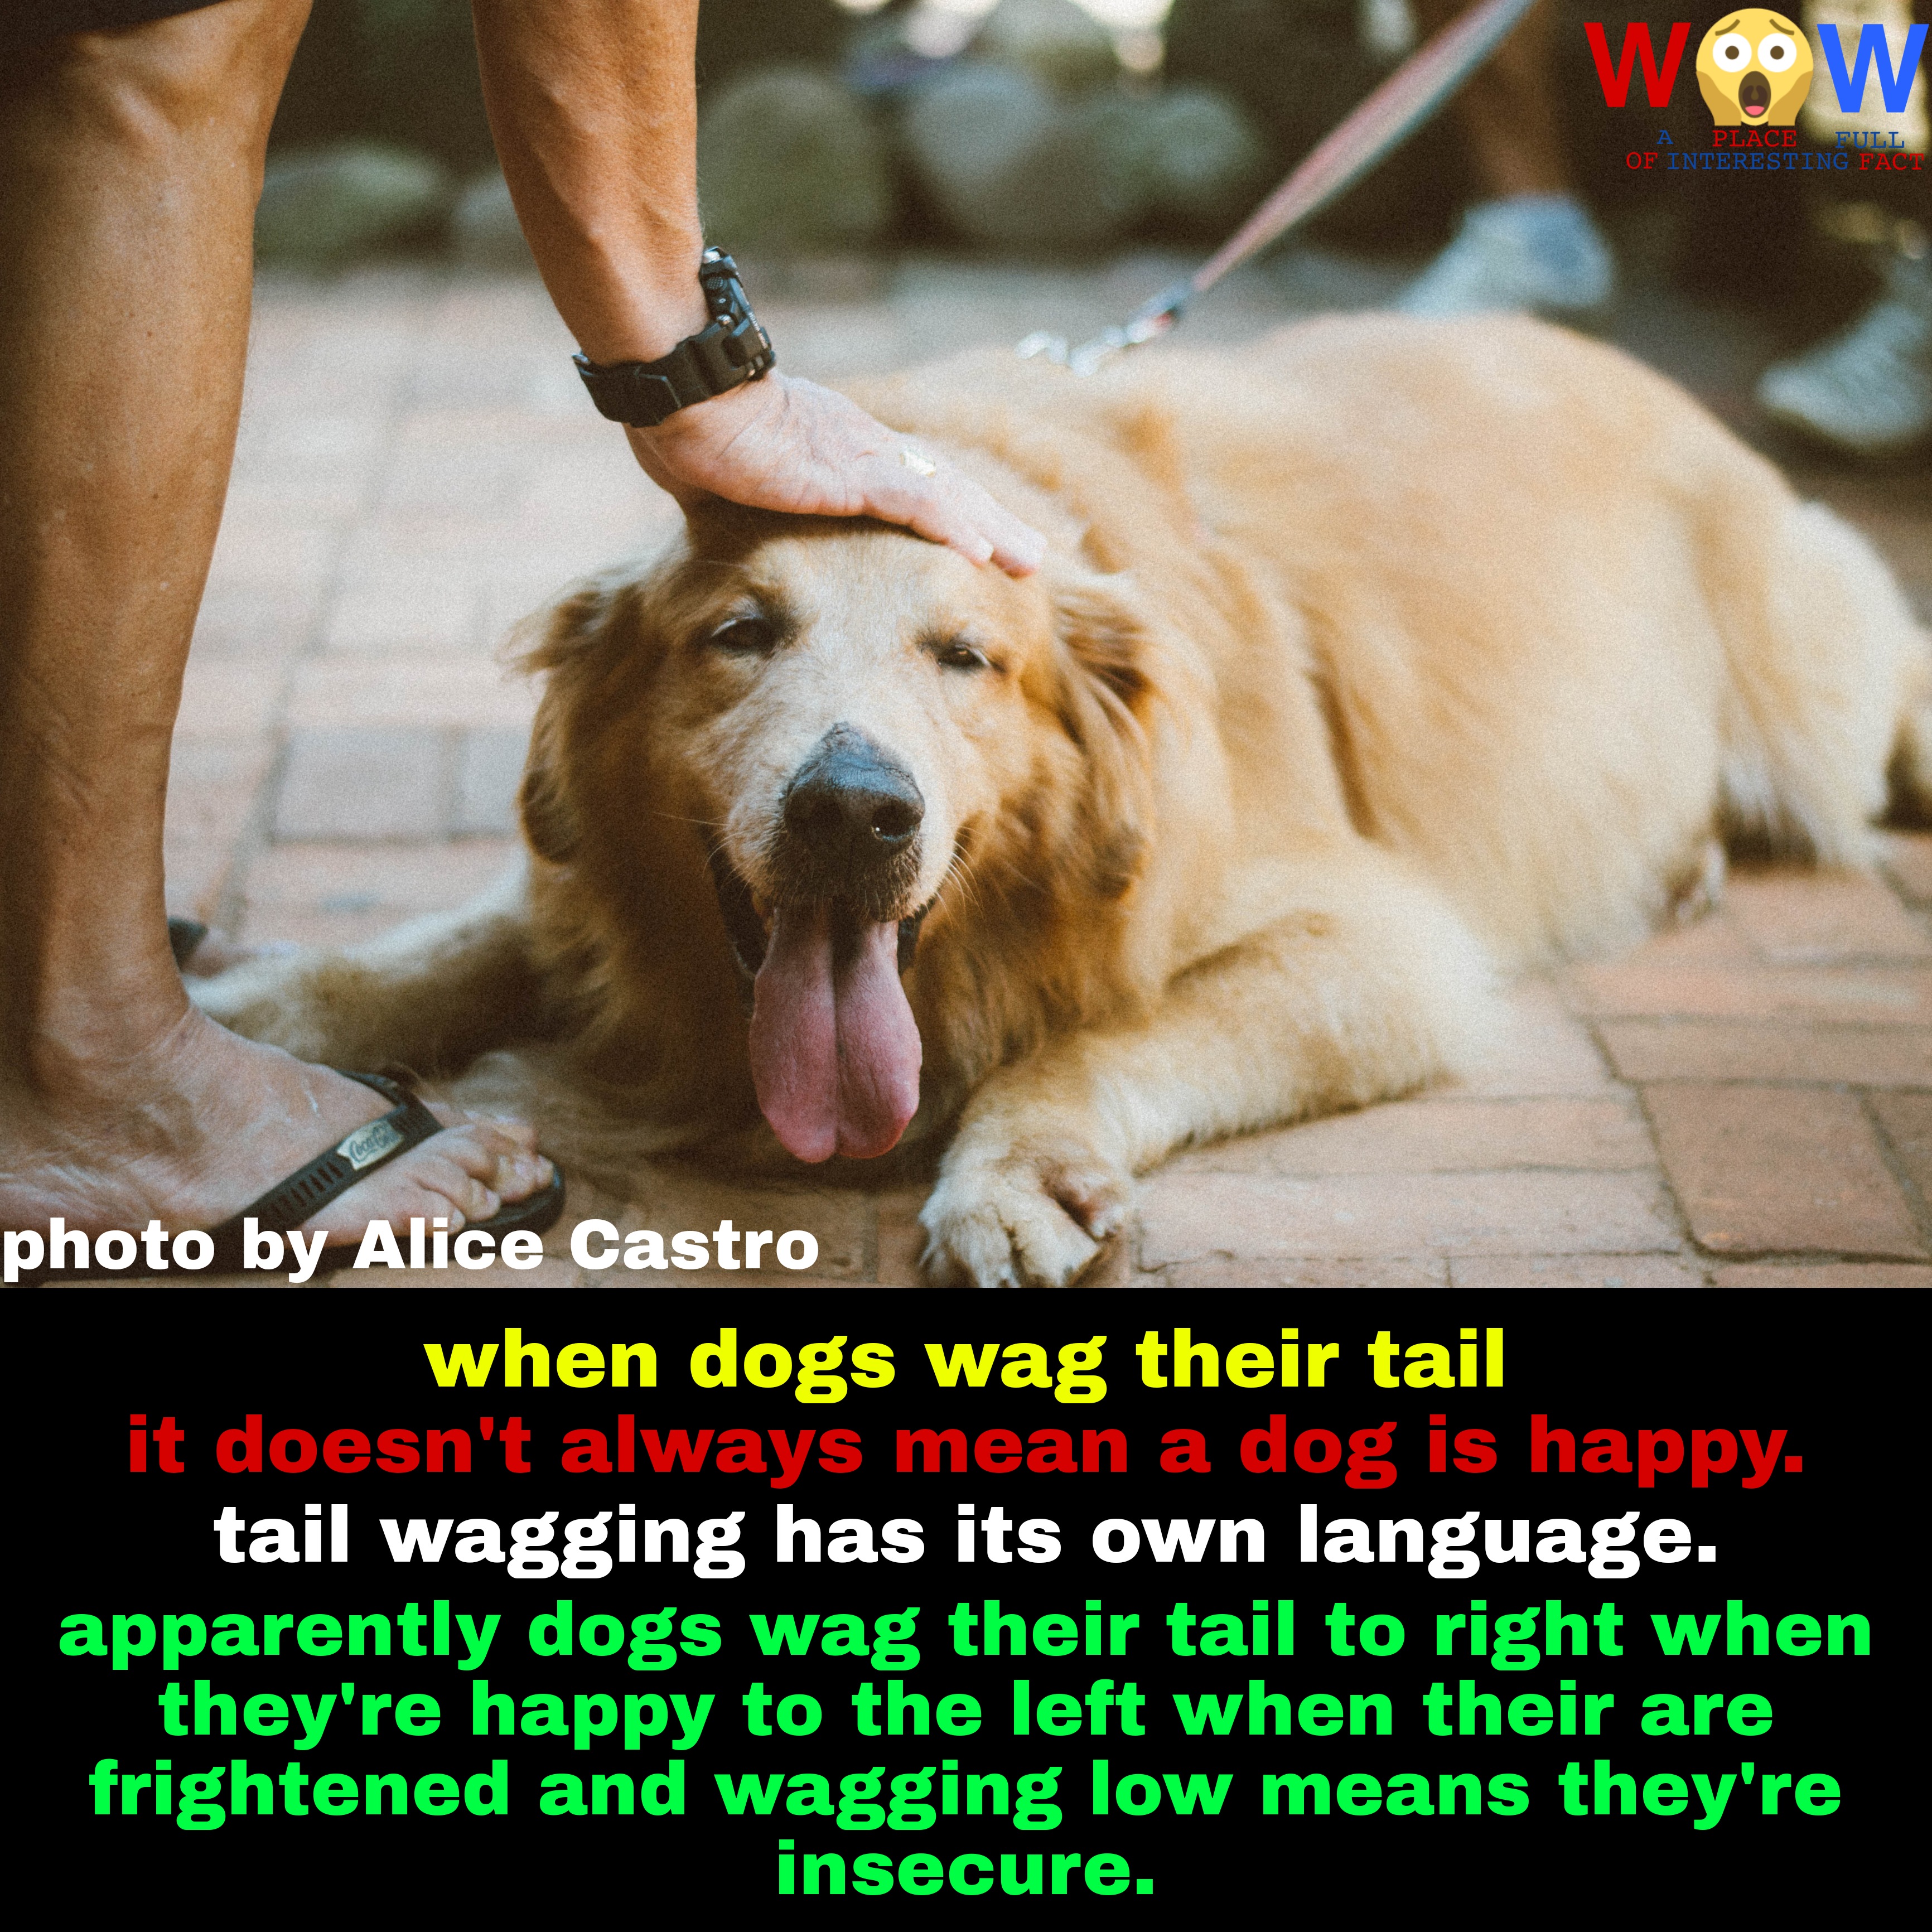 W😱W
A PLACE FULL
OF INTERESTING FACT
photo by Alice Castro
when dogs wag their tail
it doesn't always mean a dog is happy.
tail wagging has its own language.
apparently dogs wag their tail to right when
they're happy to the left when their are
frightened and wagging low means they're
insecure.